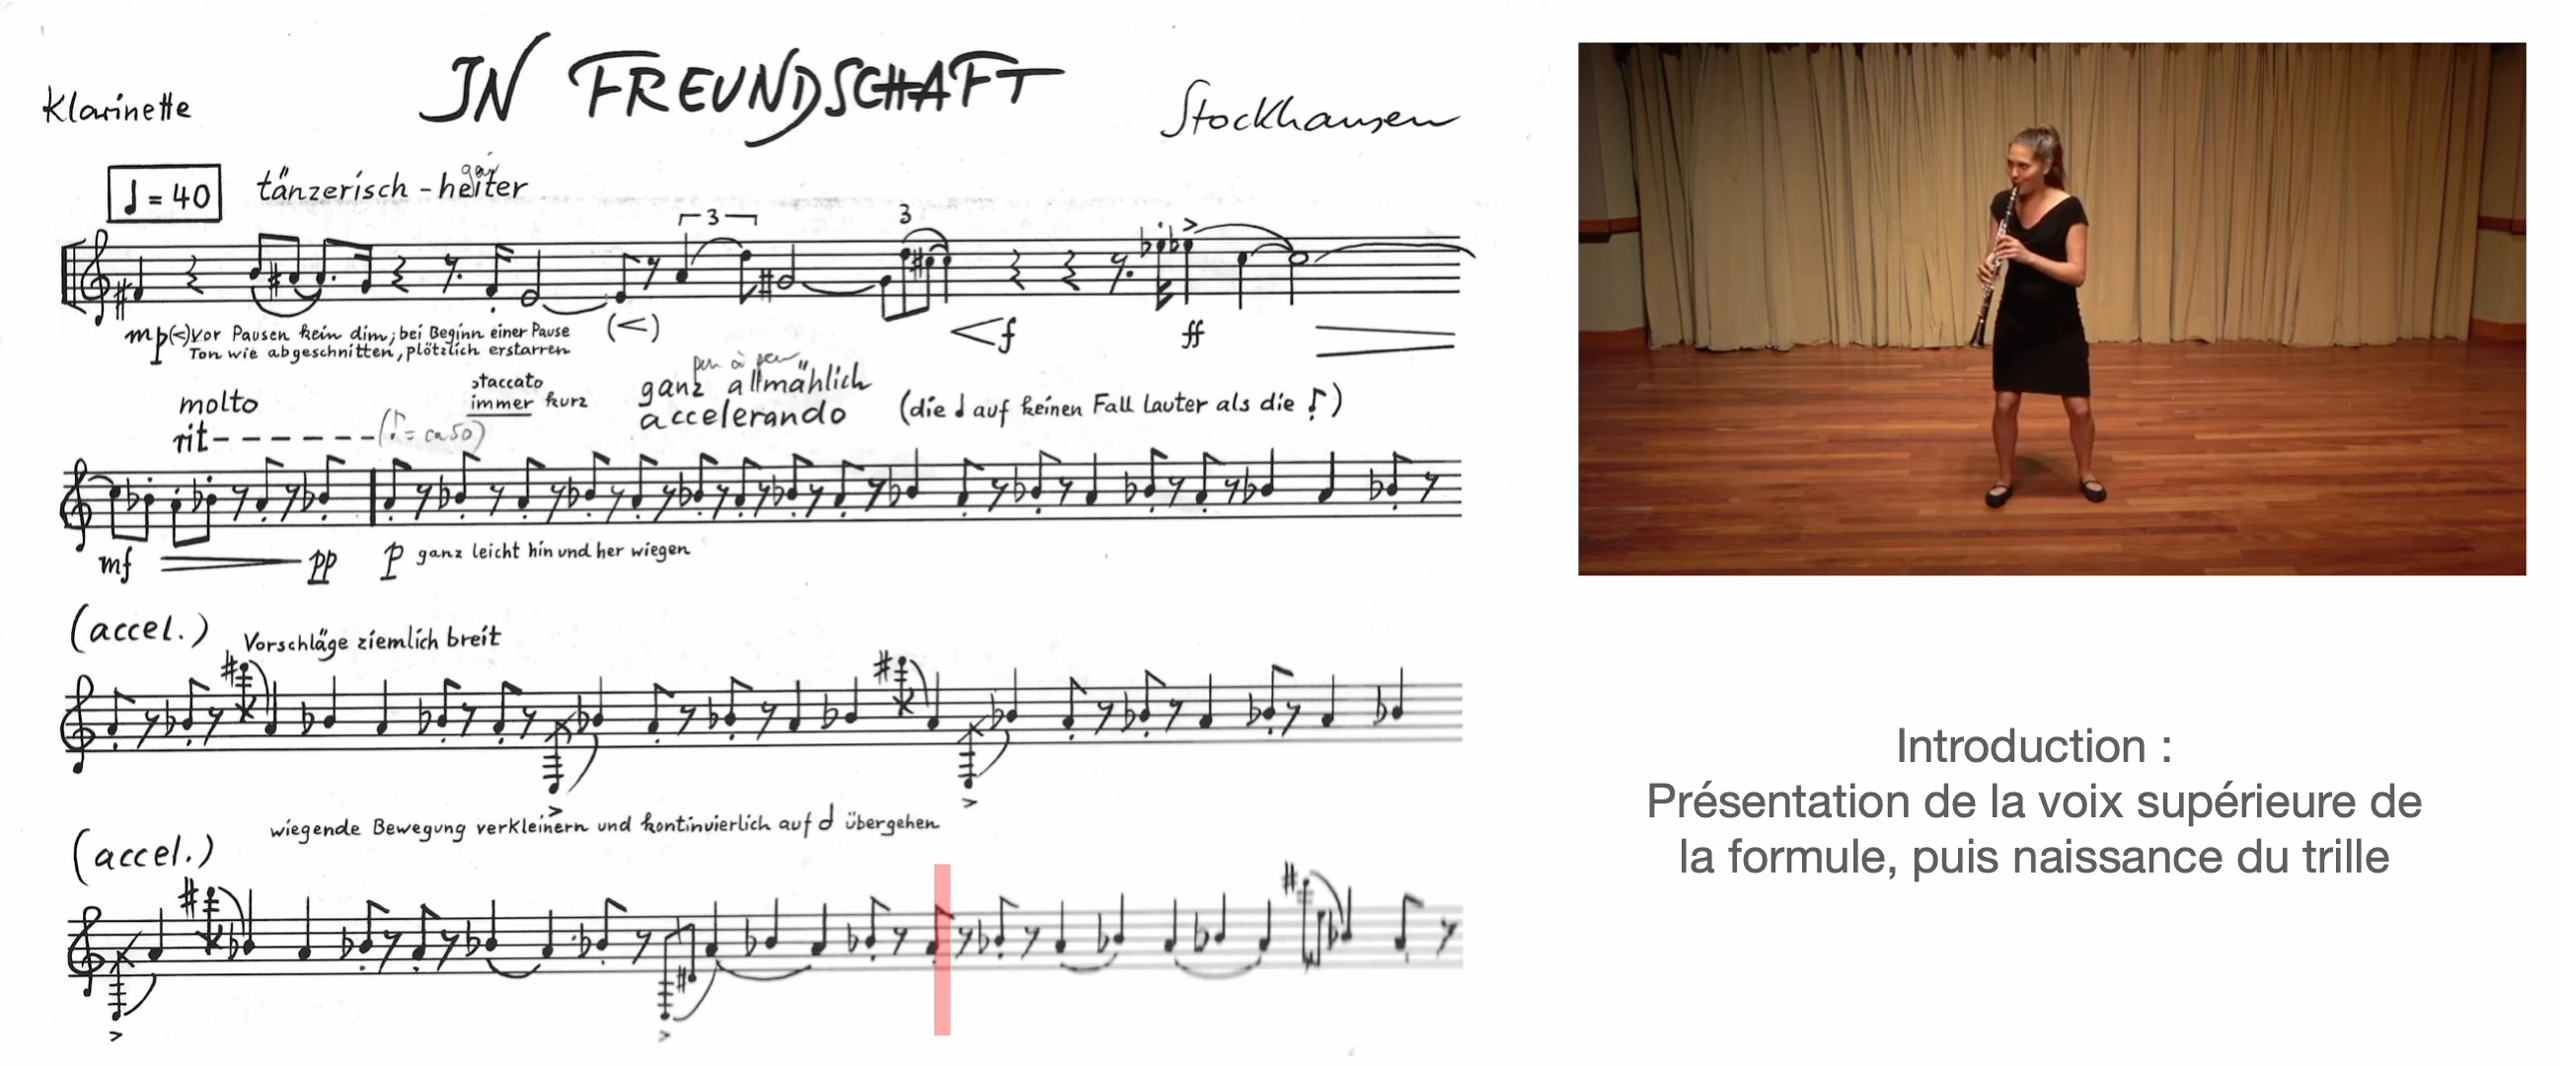 Klarinette
IN FREUNDSCHAFT
Stockhausen
♩ = 40
tänzerisch - heiter
gai
3
3
mp(<) Vor Pausen kein dim; bei Beginn einer Pause
Ton wie abgeschnitten, plötzlich erstarren
(<)
f
ff
molto
rit- - - - - - -
(♪ = ca 50)
staccato
immer kurz
peu à peu
ganz allmählich
accelerando
(die ♩ auf keinen Fall lauter als die ♪)
mf
pp
p ganz leicht hin und her wiegen
(accel.)
Vorschläge ziemlich breit
(accel.)
wiegende Bewegung verkleinern und kontinuierlich auf d übergehen
Introduction :
Présentation de la voix supérieure de
la formule, puis naissance du trille